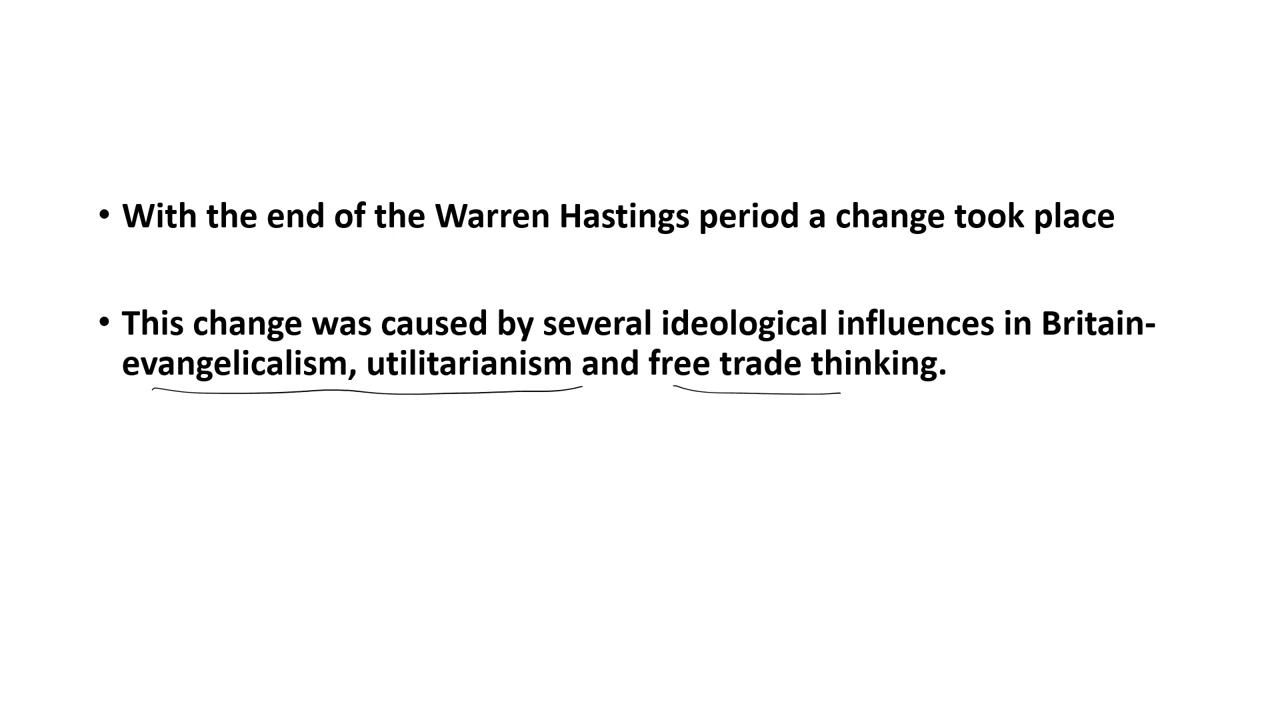 • With the end of the Warren Hastings period a change took place
• This change was caused by several ideological influences in Britain-
evangelicalism, utilitarianism and free trade thinking.